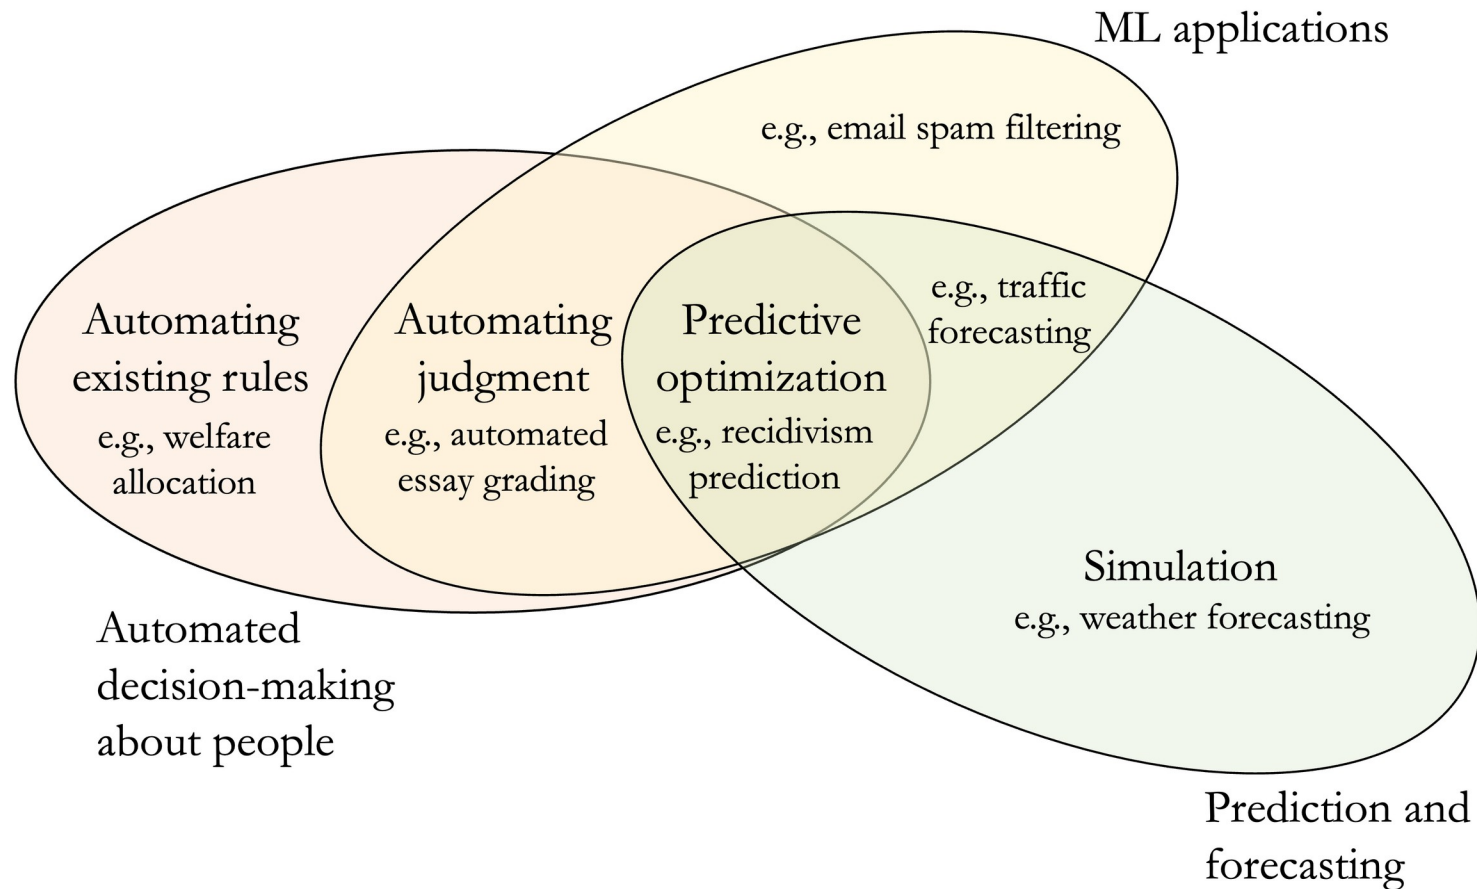 ML applications
e.g., email spam filtering
e.g., traffic
forecasting
Automating
existing rules
e.g., welfare
allocation
Automating
judgment
e.g., automated
essay grading
Predictive
optimization
e.g., recidivism
prediction
Simulation
e.g., weather forecasting
Automated
decision-making
about people
Prediction and
forecasting